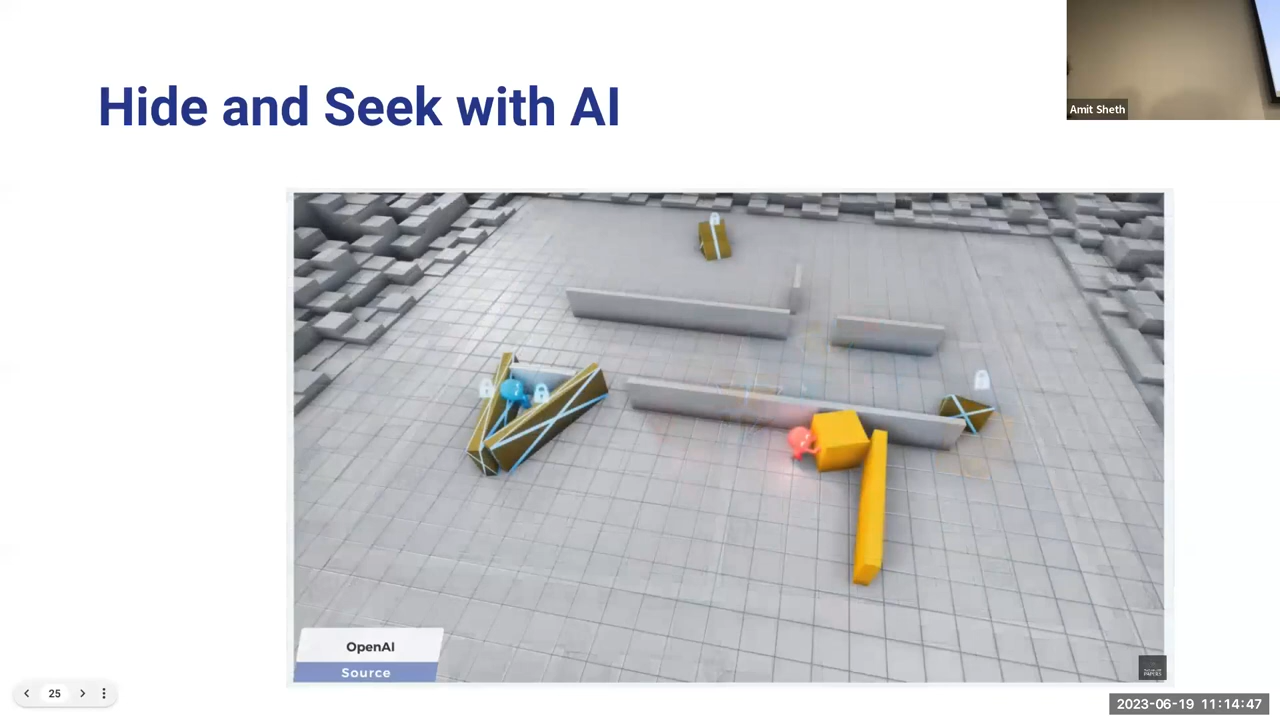 Hide and Seek with AI
Amit Sheth
OpenAI
Source
25
2023-06-19 11:14:47